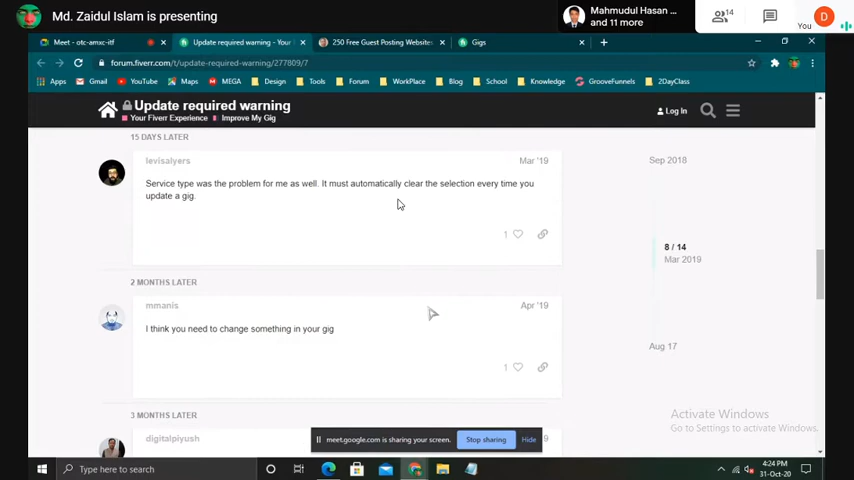 Md. Zaidul Islam is presenting
Mahmudul Hasan ...
and 11 more
14
You
D
Meet - otc-amxc-itf
Update required warning - Your
250 Free Guest Posting Websites
Gigs
forum.fiverr.com/t/update-required-warning/277809/7
Apps
Gmail
YouTube
Maps
MEGA
Design
Tools
Forum
WorkPlace
Blog
School
Knowledge
GrooveFunnels
2DayClass
Update required warning
Your Fiverr Experience
Improve My Gig
Log In
15 DAYS LATER
levisalyers
Mar '19
Service type was the problem for me as well. It must automatically clear the selection every time you
update a gig.
1
Sep 2018
8 / 14
Mar 2019
Aug 17
2 MONTHS LATER
mmanis
Apr '19
I think you need to change something in your gig
1
3 MONTHS LATER
digitalpiyush
9
meet.google.com is sharing your screen.
Stop sharing
Hide
Activate Windows
Go to Settings to activate Windows.
Type here to search
4:24 PM
31-Oct-20